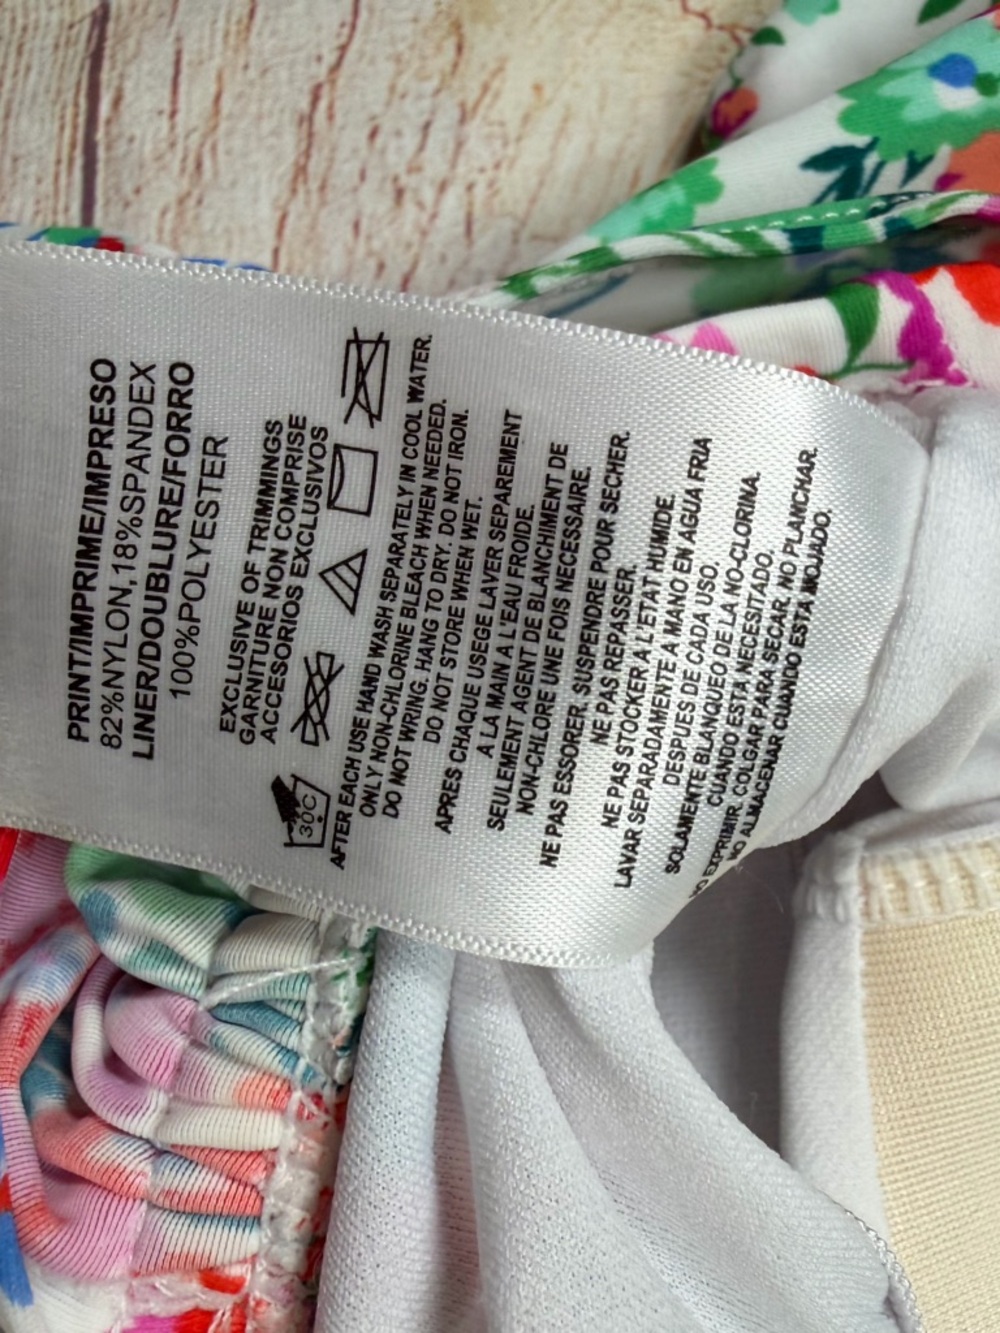 PRINT/IMPRIME/IMPRESO
82%NYLON,18%SPANDEX
LINER/DOUBLURE/FORRO
100%POLYESTER
EXCLUSIVE OF TRIMMINGS
GARNITURE NON COMPRISE
ACCESORIOS EXCLUSIVOS
30C
AFTER EACH USE HAND WASH SEPARATELY IN COOL WATER.
ONLY NON-CHLORINE BLEACH WHEN NEEDED.
DO NOT WRING. HANG TO DRY. DO NOT IRON.
DO NOT STORE WHEN WET.
APRES CHAQUE USEGE LAVER SEPAREMENT
A LA MAIN A L'EAU FROIDE.
SEULEMENT AGENT DE BLANCHIMENT DE
NON-CHLORE UNE FOIS NECESSAIRE.
NE PAS ESSORER. SUSPENDRE POUR SECHER.
NE PAS REPASSER.
NE PAS STOCKER A L'ETAT HUMIDE.
LAVAR SEPARADAMENTE A MANO EN AGUA FRIA
DESPUES DE CADA USO.
SOLAMENTE BLANQUEO DE LA NO-CLORINA.
CUANDO ESTA NECESITADO.
NO EXPRIMIR. COLGAR PARA SECAR. NO PLANCHAR.
NO ALMACENAR CUANDO ESTA MOJADO.